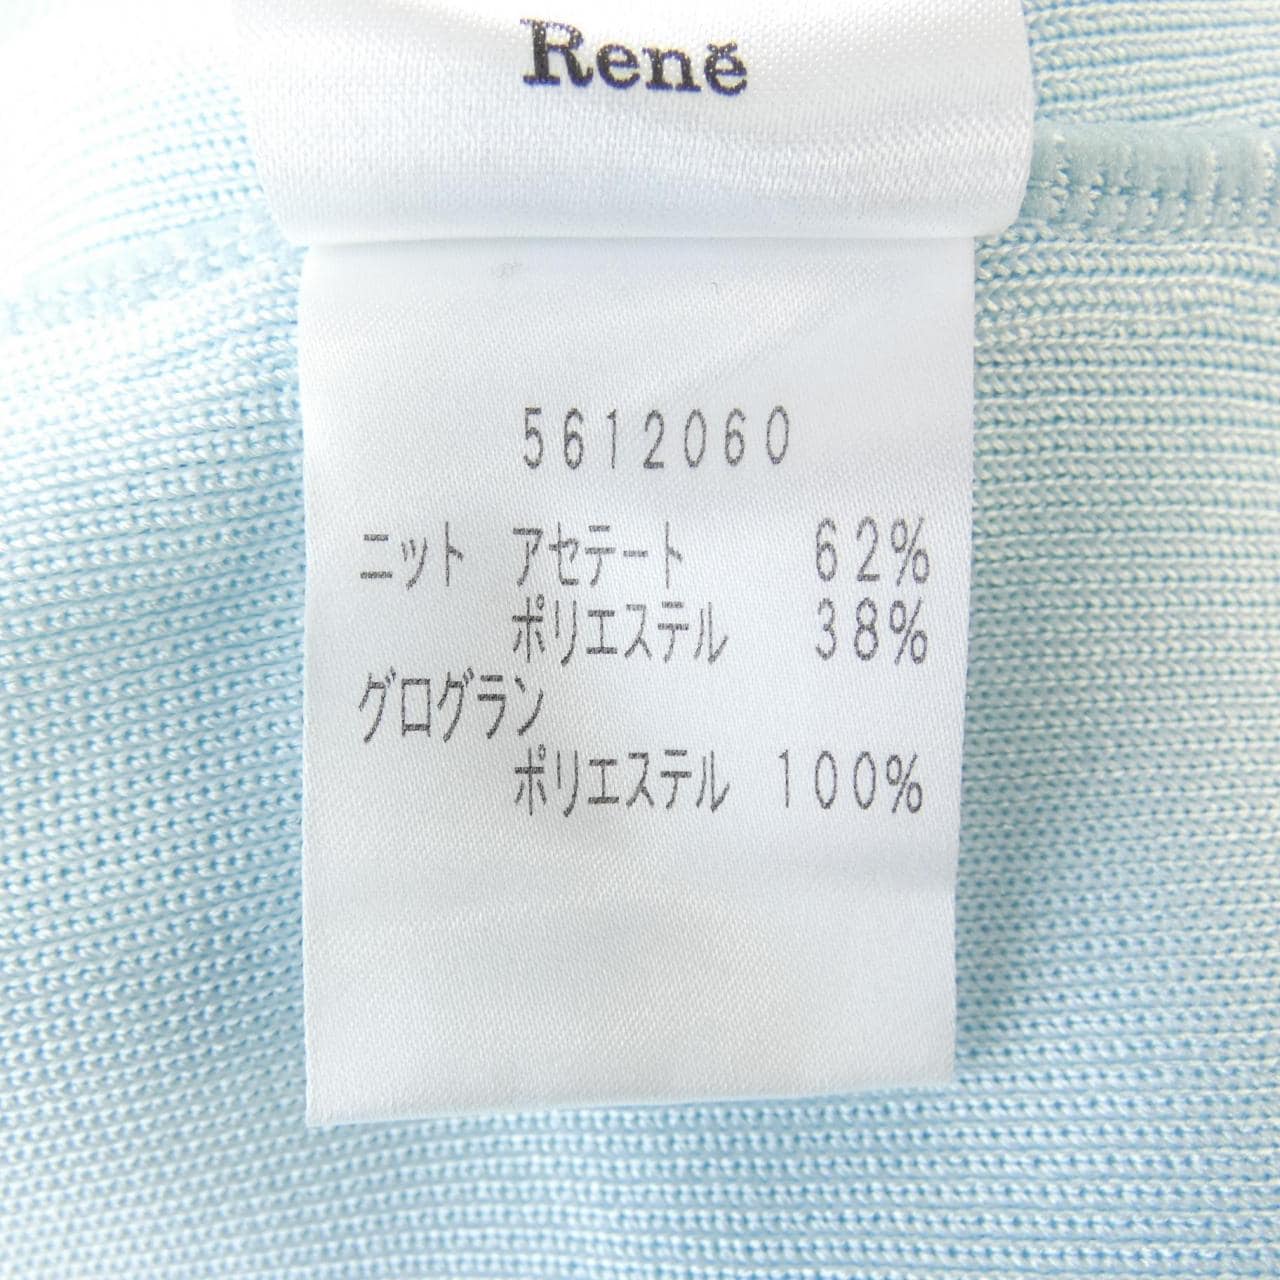 René
5612060
ニット アセテート 62%
ポリエステル 38%
グログラン
ポリエステル 100%